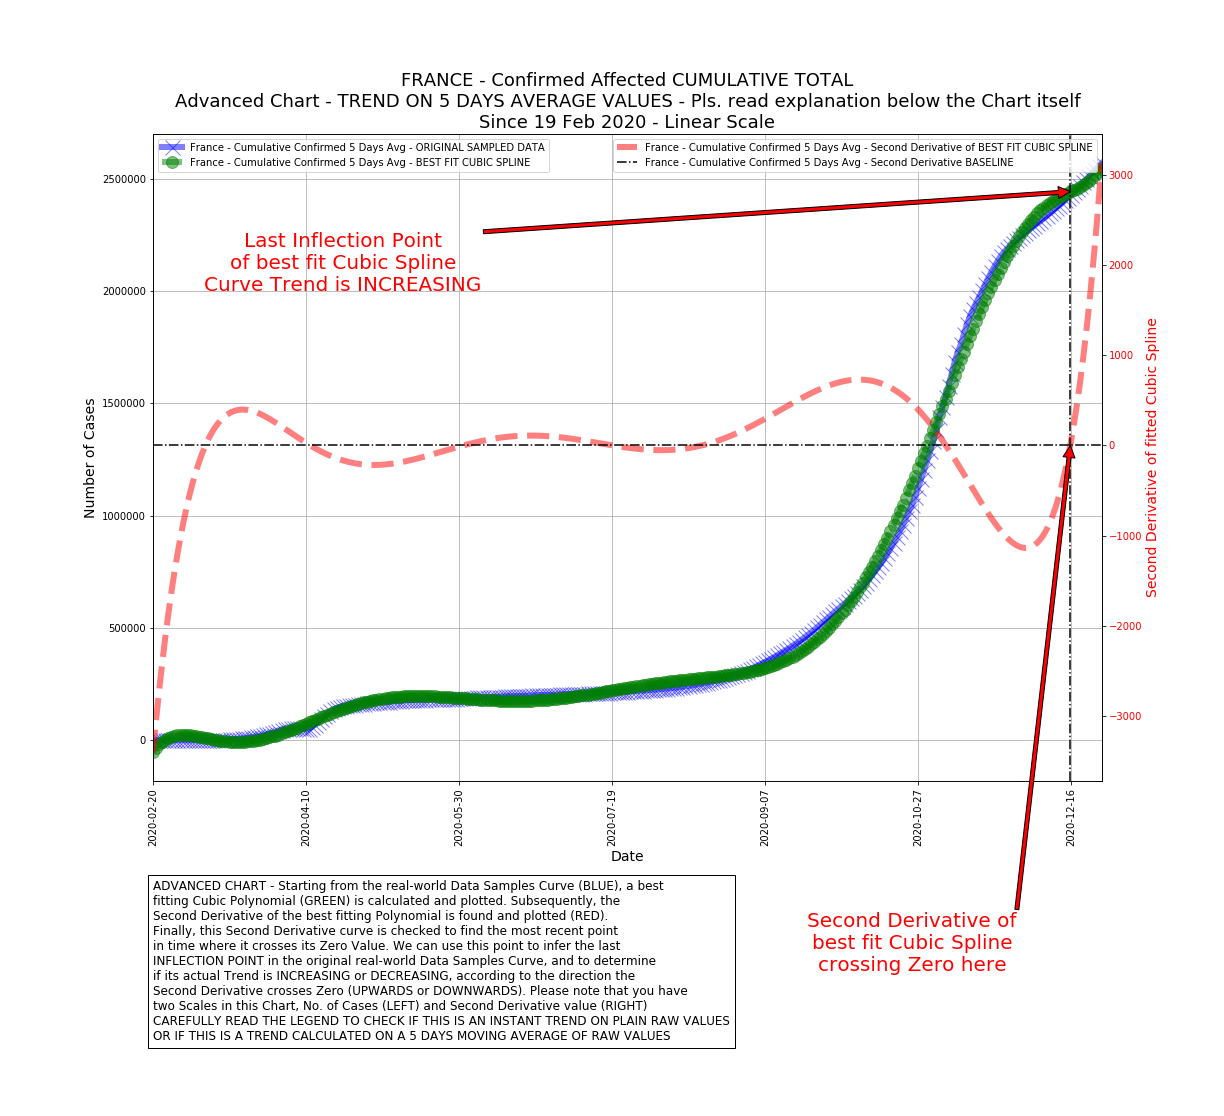 FRANCE - Confirmed Affected CUMULATIVE TOTAL
Advanced Chart - TREND ON 5 DAYS AVERAGE VALUES - Pls. read explanation below the Chart itself
Since 19 Feb 2020 - Linear Scale
France - Cumulative Confirmed 5 Days Avg - ORIGINAL SAMPLED DATA
France - Cumulative Confirmed 5 Days Avg - BEST FIT CUBIC SPLINE
France - Cumulative Confirmed 5 Days Avg - Second Derivative of BEST FIT CUBIC SPLINE
France - Cumulative Confirmed 5 Days Avg - Second Derivative BASELINE
Last Inflection Point
of best fit Cubic Spline
Curve Trend is INCREASING
Number of Cases
2500000
2000000
1500000
1000000
500000
0
3000
2000
1000
0
−1000
−2000
−3000
Second Derivative of fitted Cubic Spline
2020-02-20
2020-04-10
2020-05-30
2020-07-19
2020-09-07
2020-10-27
2020-12-16
Date
ADVANCED CHART - Starting from the real-world Data Samples Curve (BLUE), a best
fitting Cubic Polynomial (GREEN) is calculated and plotted. Subsequently, the
Second Derivative of the best fitting Polynomial is found and plotted (RED).
Finally, this Second Derivative curve is checked to find the most recent point
in time where it crosses its Zero Value. We can use this point to infer the last
INFLECTION POINT in the original real-world Data Samples Curve, and to determine
if its actual Trend is INCREASING or DECREASING, according to the direction the
Second Derivative crosses Zero (UPWARDS or DOWNWARDS). Please note that you have
two Scales in this Chart, No. of Cases (LEFT) and Second Derivative value (RIGHT)
CAREFULLY READ THE LEGEND TO CHECK IF THIS IS AN INSTANT TREND ON PLAIN RAW VALUES
OR IF THIS IS A TREND CALCULATED ON A 5 DAYS MOVING AVERAGE OF RAW VALUES
Second Derivative of
best fit Cubic Spline
crossing Zero here